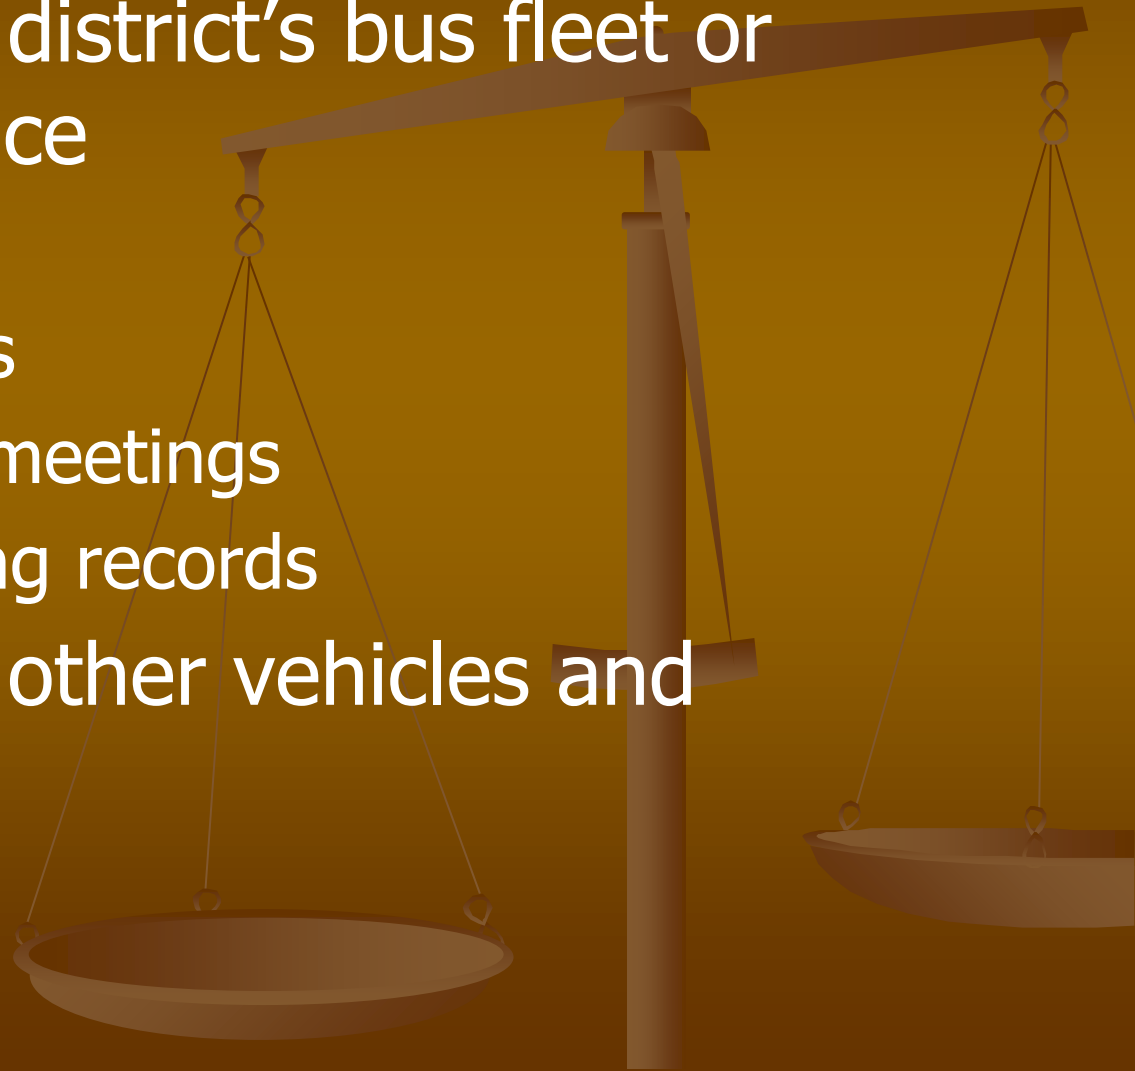 district’s bus fleet or
ce
s
meetings
ng records
other vehicles and